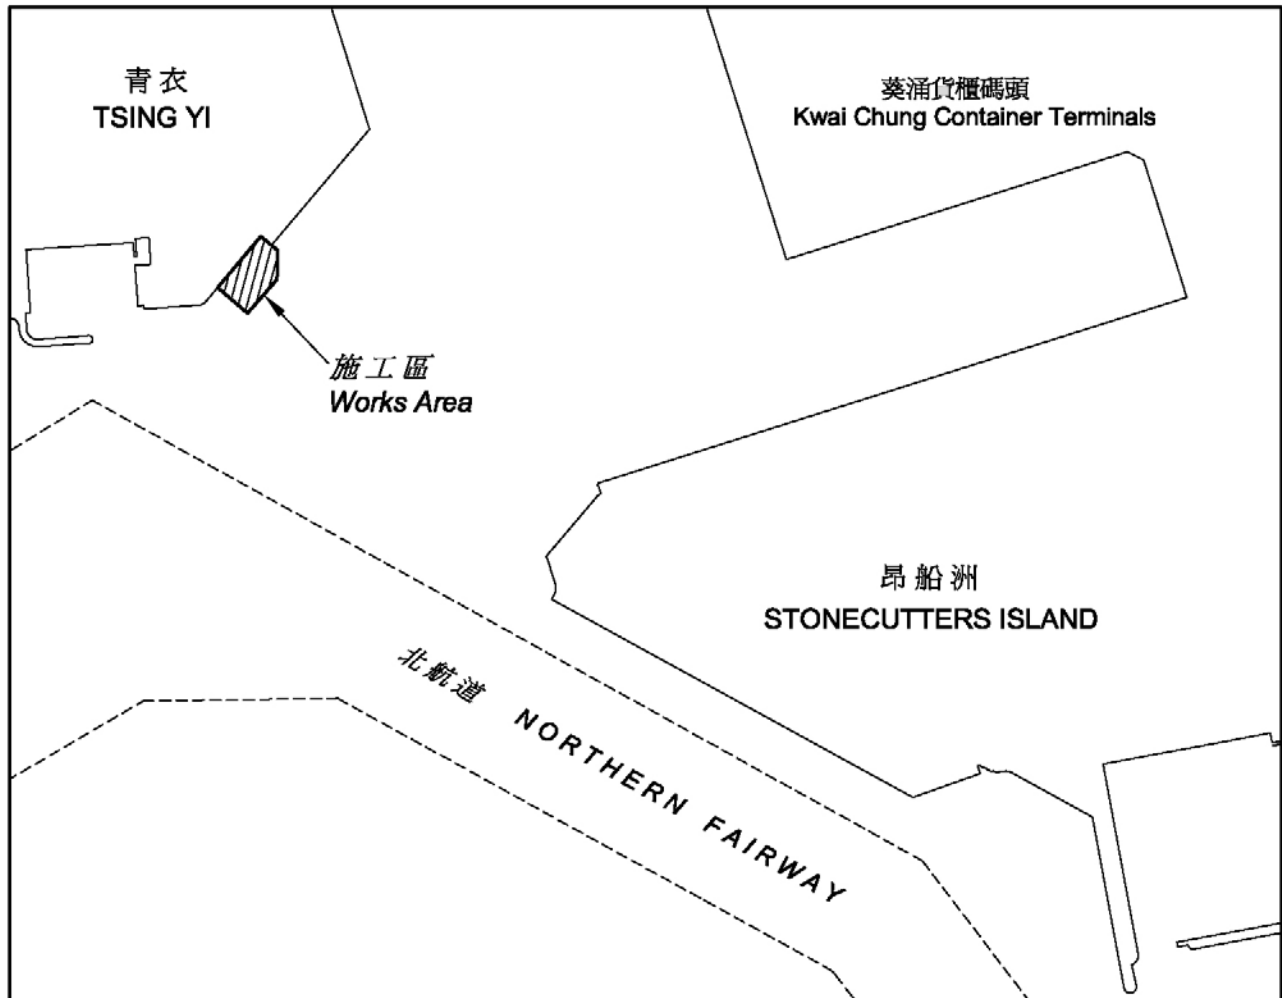 青衣
TSING YI
葵涌貨櫃碼頭
Kwai Chung Container Terminals
施工區
Works Area
昂船洲
STONECUTTERS ISLAND
北航道 NORTHERN FAIRWAY